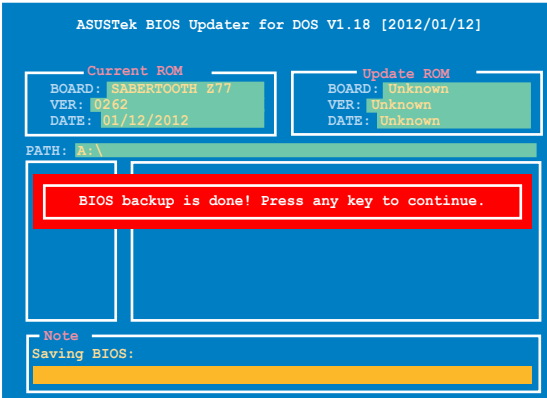 ASUSTek BIOS Updater for DOS V1.18 [2012/01/12]
Current ROM
BOARD: SABERTOOTH Z77
VER: 0262
DATE: 01/12/2012
Update ROM
BOARD: Unknown
VER: Unknown
DATE: Unknown
PATH: A:\
BIOS backup is done! Press any key to continue.
Note
Saving BIOS: